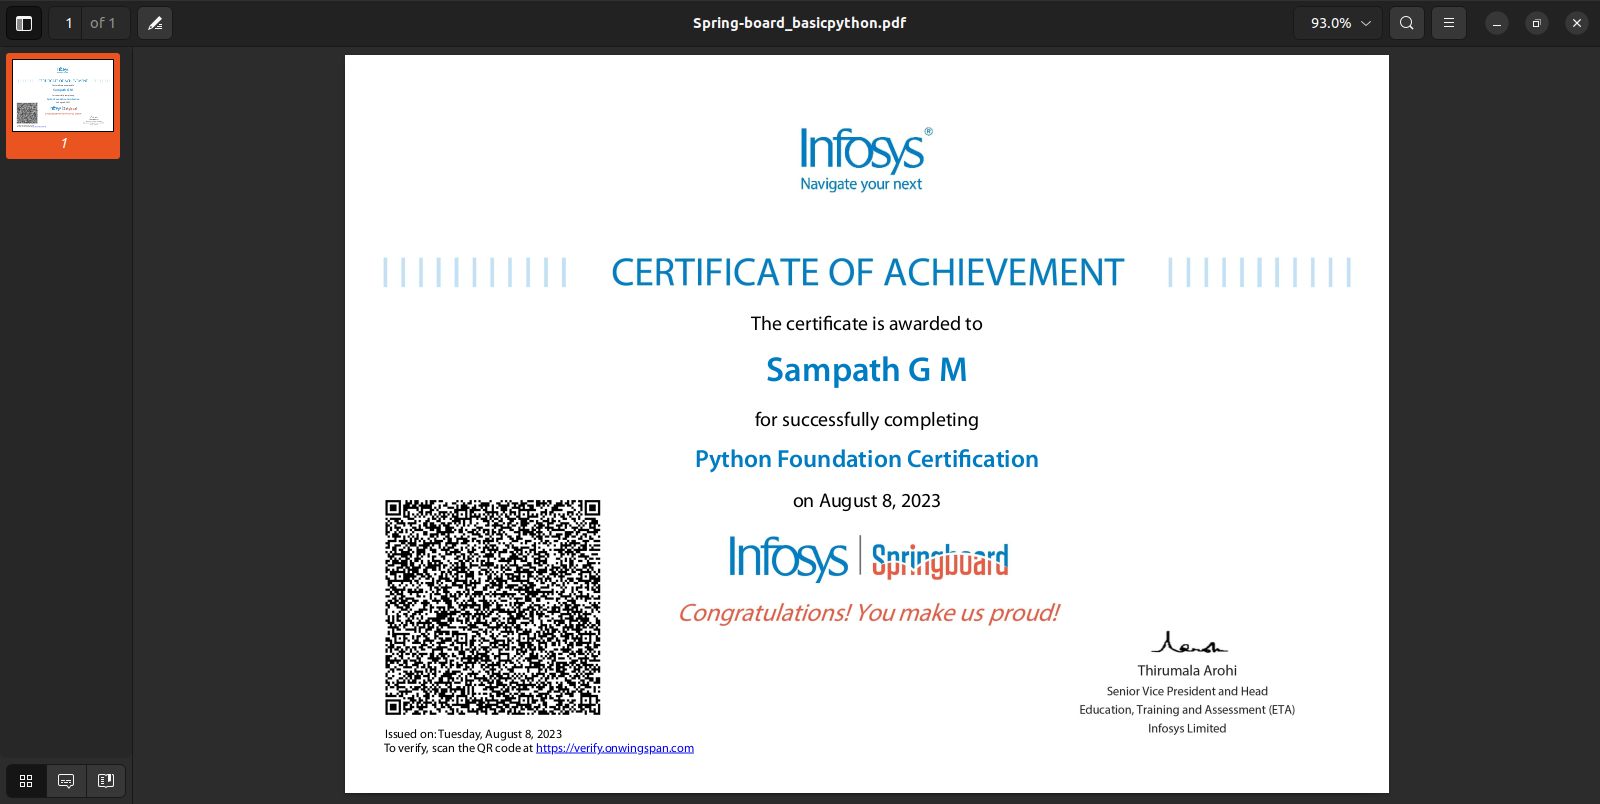 1 of 1
Spring-board_basicpython.pdf
93.0%
1
Infosys®
Navigate your next
CERTIFICATE OF ACHIEVEMENT
The certificate is awarded to
Sampath G M
for successfully completing
Python Foundation Certification
on August 8, 2023
Infosys | Springboard
Congratulations! You make us proud!
Thirumala Arohi
Senior Vice President and Head
Education, Training and Assessment (ETA)
Infosys Limited
Issued on: Tuesday, August 8, 2023
To verify, scan the QR code at https://verify.onwingspan.com